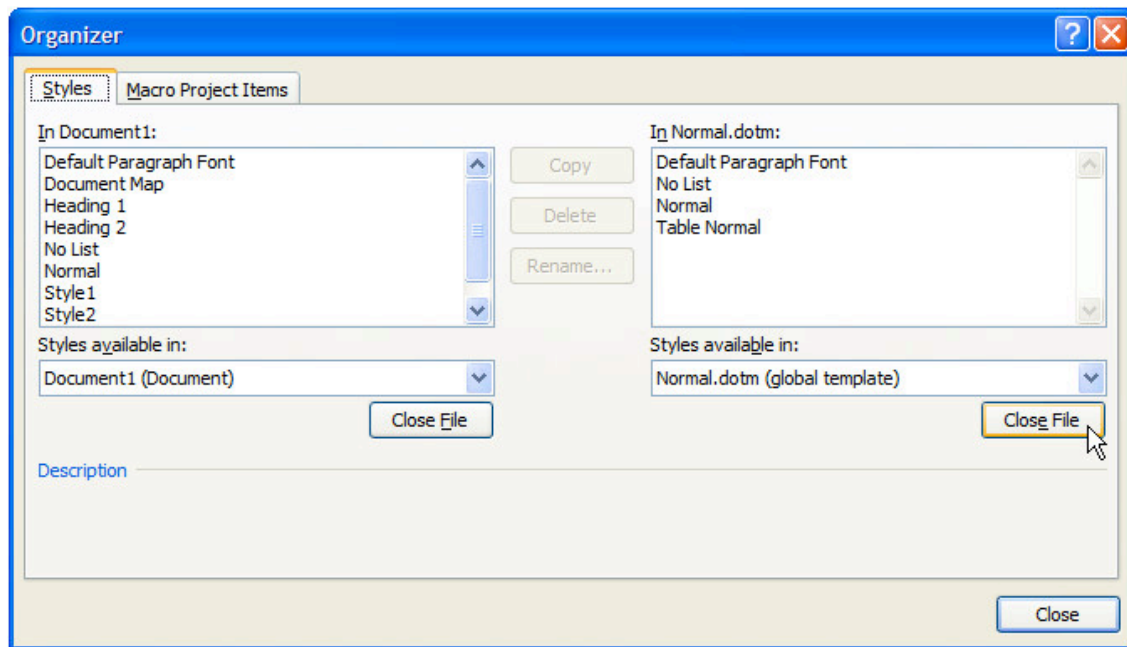 Organizer
Styles
Macro Project Items
In Document1:
Default Paragraph Font
Document Map
Heading 1
Heading 2
No List
Normal
Style1
Style2
Styles available in:
Document1 (Document)
Close File
Copy
Delete
Rename...
In Normal.dotm:
Default Paragraph Font
No List
Normal
Table Normal
Styles available in:
Normal.dotm (global template)
Close File
Description
Close